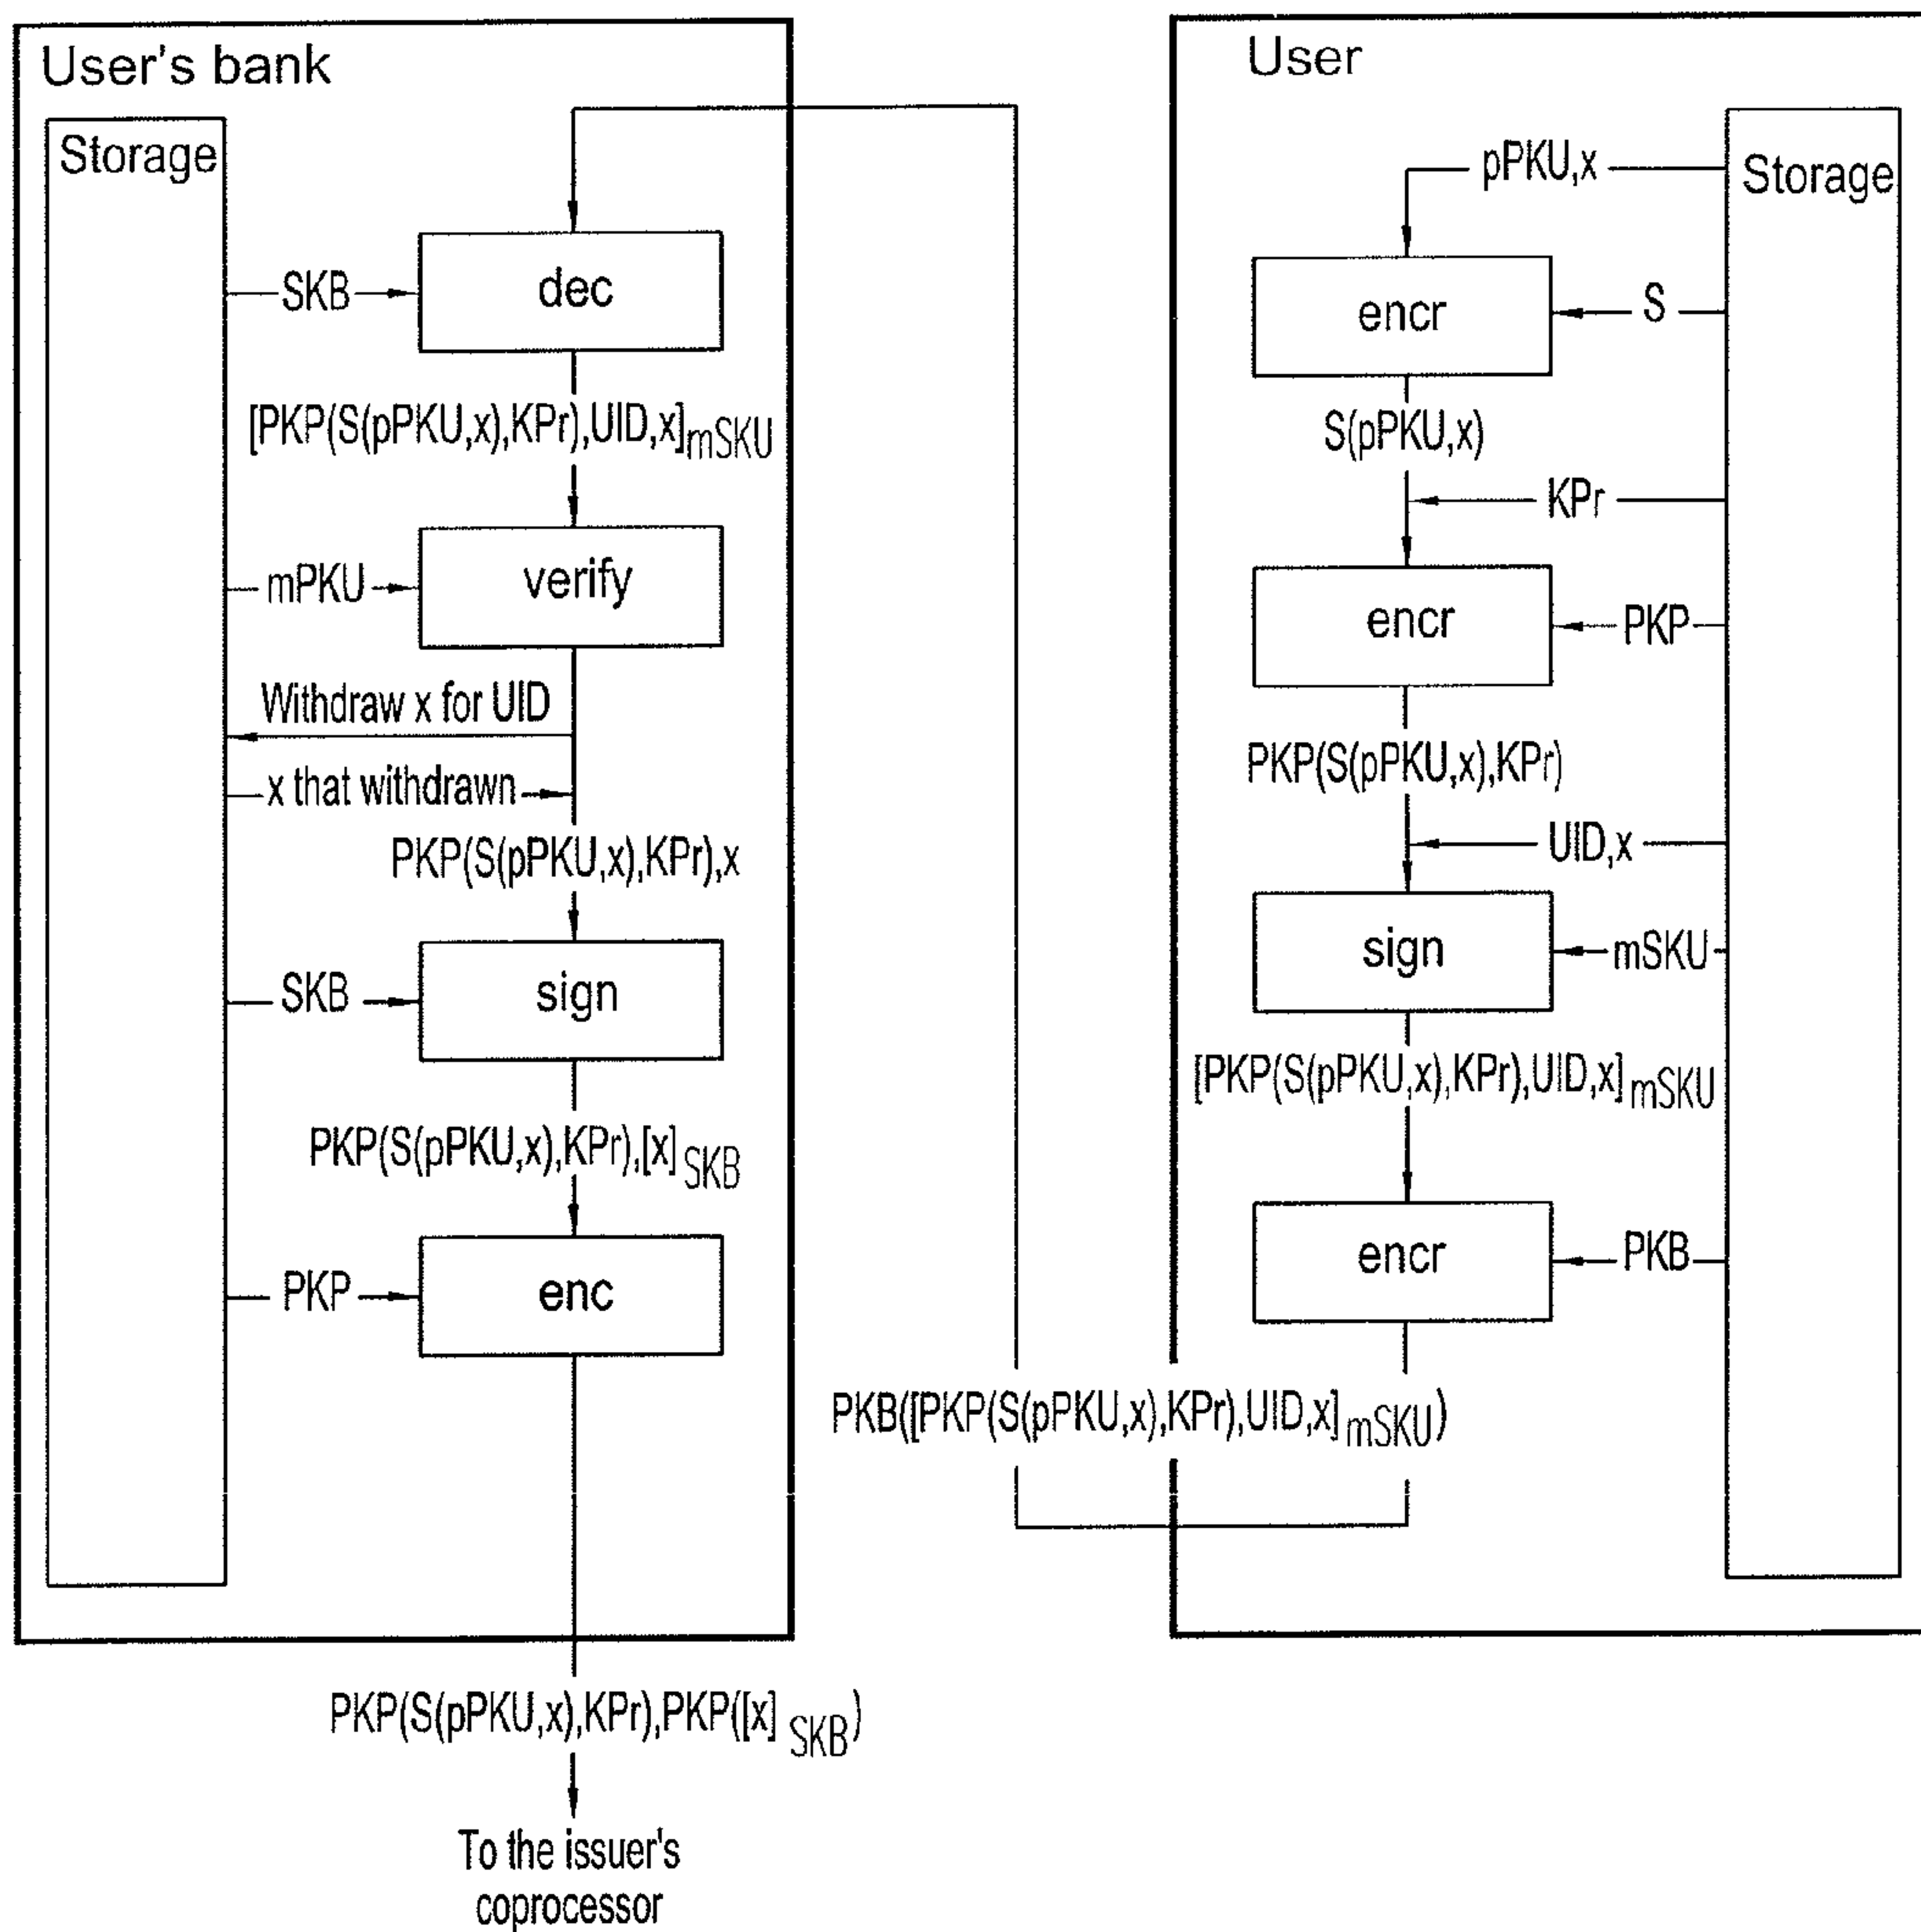 User's bank
Storage
SKB
dec
[PKP(S(pPKU,x),KPr),UID,x]mSKU
mPKU
verify
Withdraw x for UID
x that withdrawn
PKP(S(pPKU,x),KPr),x
SKB
sign
PKP(S(pPKU,x),KPr),[x]SKB
PKP
enc
PKP(S(pPKU,x),KPr),PKP([x]SKB)
To the issuer's
coprocessor
User
Storage
pPKU,x
encr
S
S(pPKU,x)
KPr
encr
PKP
PKP(S(pPKU,x),KPr)
UID,x
sign
mSKU
[PKP(S(pPKU,x),KPr),UID,x]mSKU
encr
PKB
PKB([PKP(S(pPKU,x),KPr),UID,x]mSKU)